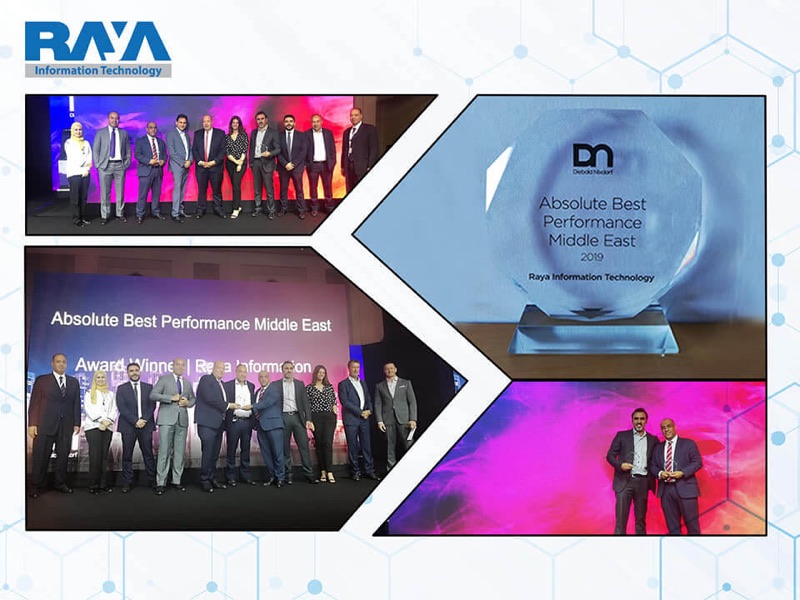 RAYA
Information Technology
DN
Diebold Nixdorf
Absolute Best
Performance
Middle East
2019
Raya Information Technology
Absolute Best Performance Middle East
Award Winner | Raya Information